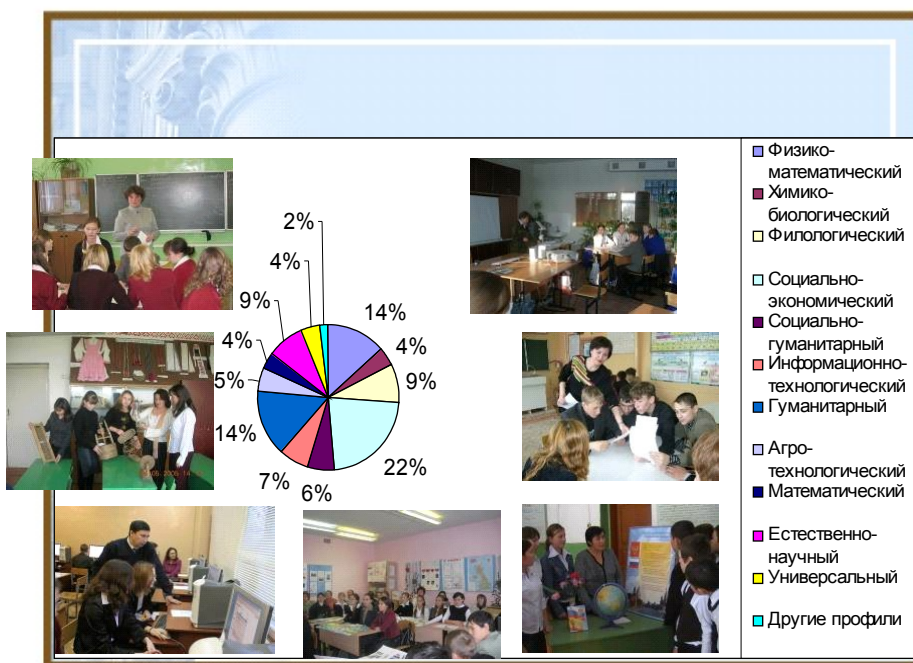 2%
4%
9%
4%
5%
14%
7%
6%
22%
9%
4%
14%
Физико-
математический
Химико-
биологический
Филологический
Социально-
экономический
Социально-
гуманитарный
Информационно-
технологический
Гуманитарный
Агро-
технологический
Математический
Естественно-
научный
Универсальный
Другие профили